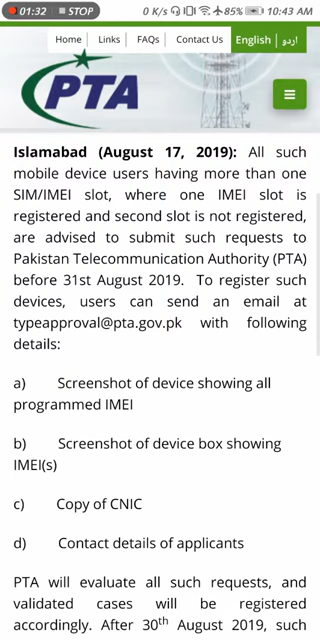 01:32 STOP 0 K/s 85% 10:43 AM
Home Links FAQs Contact Us English اردو
PTA
Islamabad (August 17, 2019): All such
mobile device users having more than one
SIM/IMEI slot, where one IMEI slot is
registered and second slot is not registered,
are advised to submit such requests to
Pakistan Telecommunication Authority (PTA)
before 31st August 2019. To register such
devices, users can send an email at
typeapproval@pta.gov.pk with following
details:
a) Screenshot of device showing all
programmed IMEI
b) Screenshot of device box showing
IMEI(s)
c) Copy of CNIC
d) Contact details of applicants
PTA will evaluate all such requests, and
validated cases will be registered
accordingly. After 30th August 2019, such